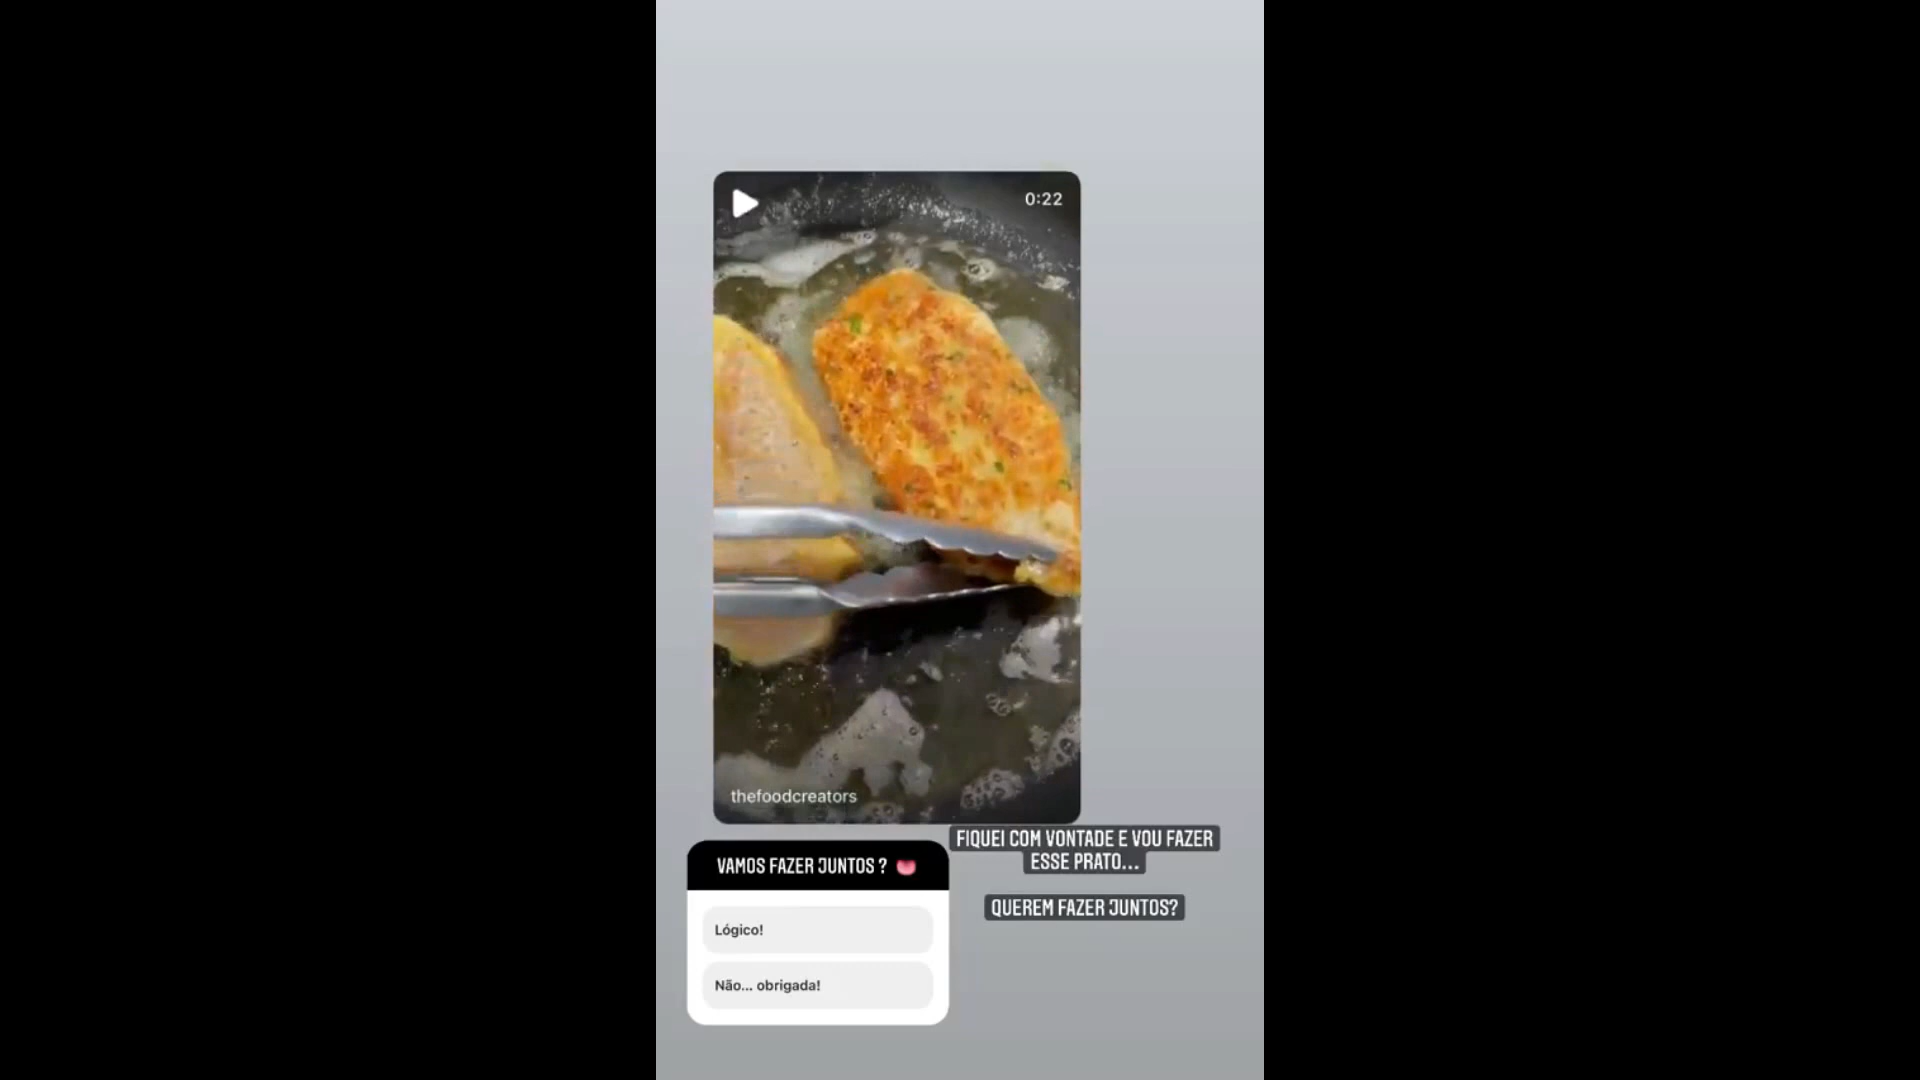 0:22
thefoodcreators
FIQUEI COM VONTADE E VOU FAZER
ESSE PRATO...
QUEREM FAZER JUNTOS?
VAMOS FAZER JUNTOS ? 👅
Lógico!
Não... obrigada!